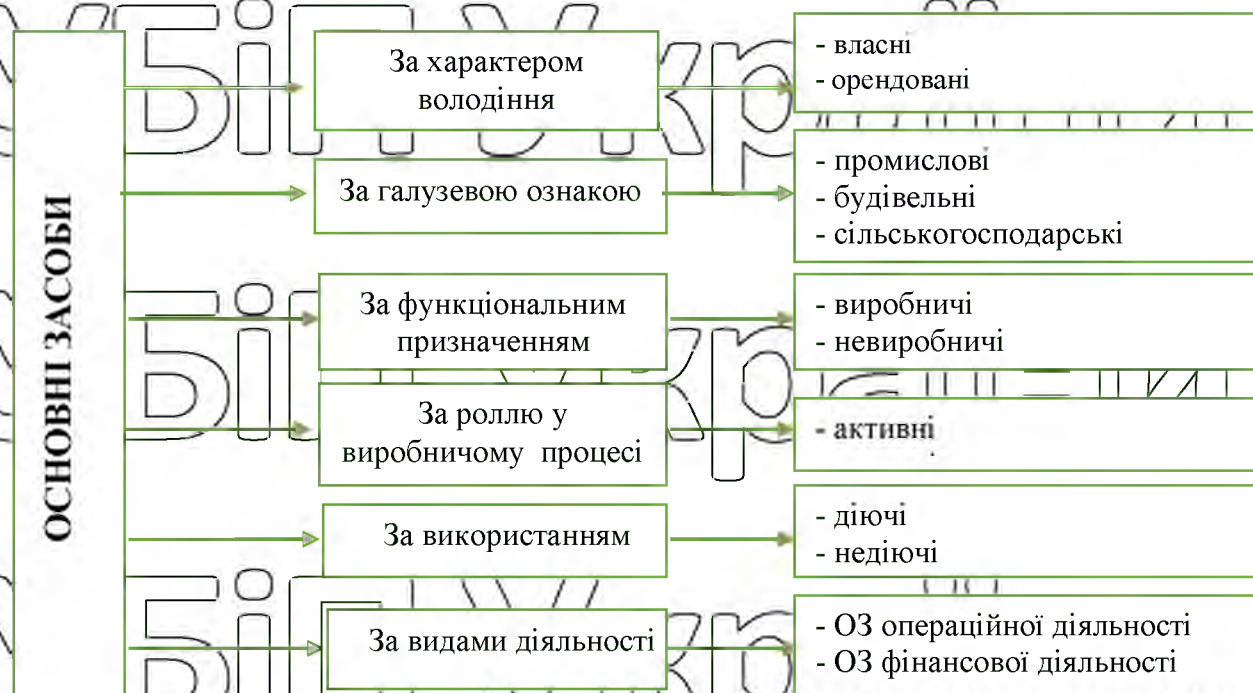 ОСНОВНІ ЗАСОБИ
За характером
володіння
- власні
- орендовані
За галузевою ознакою
- промислові
- будівельні
- сільськогосподарські
За функціональним
призначенням
- виробничі
- невиробничі
За роллю у
виробничому процесі
- активні
За використанням
- діючі
- недіючі
За видами діяльності
- ОЗ операційної діяльності
- ОЗ фінансової діяльності